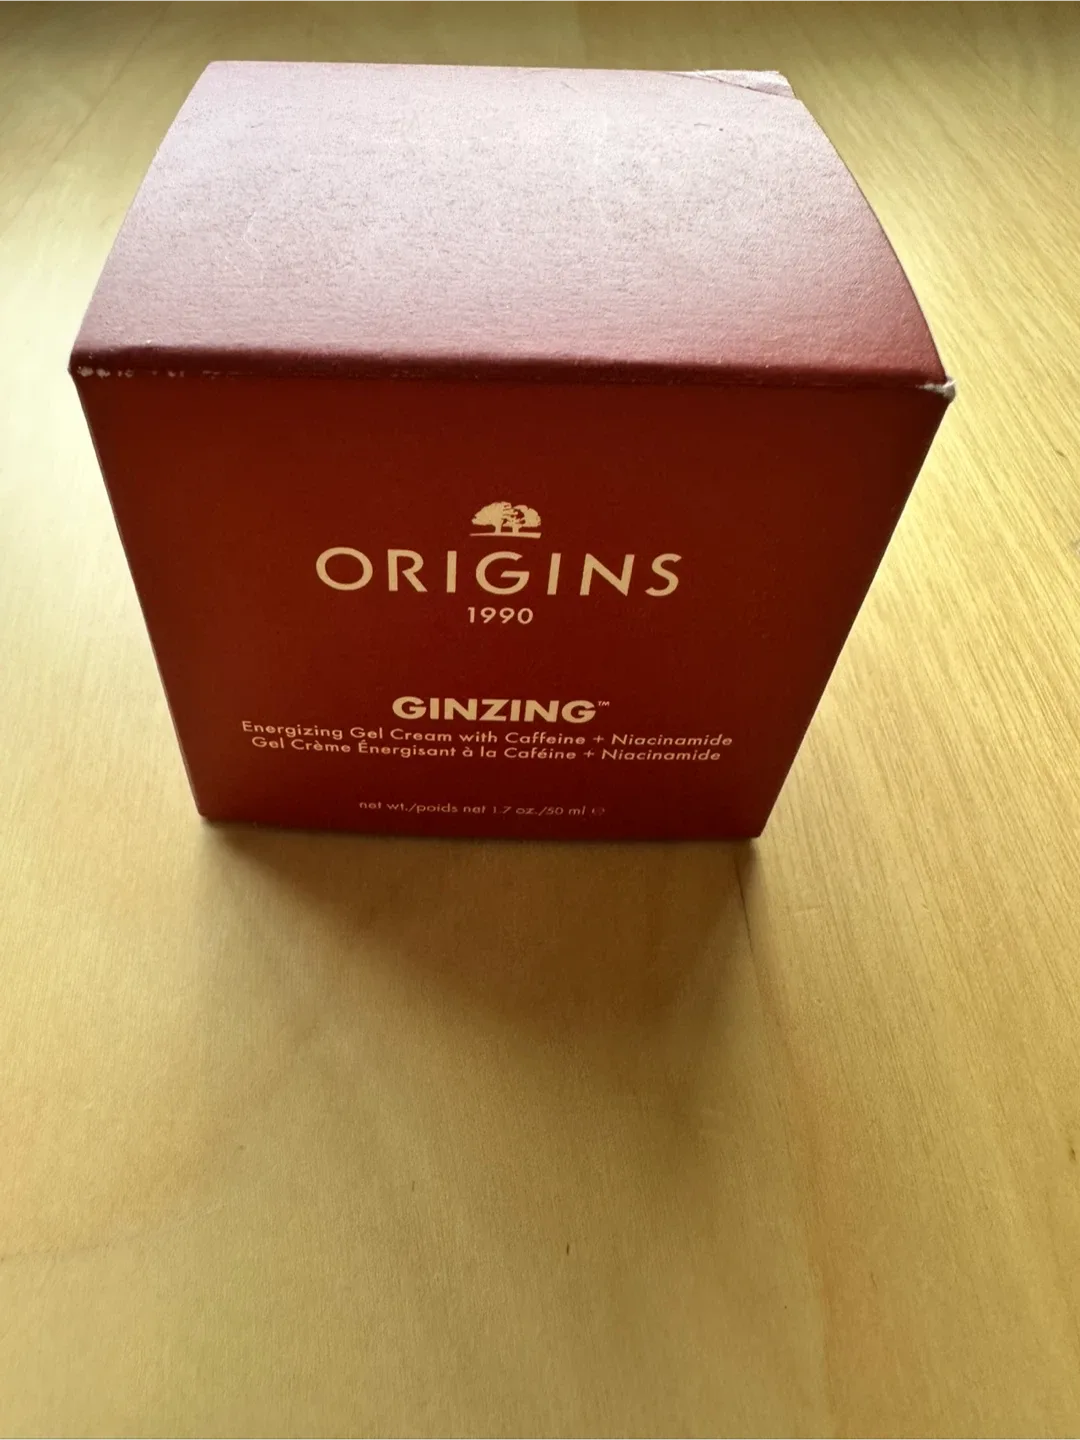 ORIGINS
1990
GINZING™
Energizing Gel Cream with Caffeine + Niacinamide
Gel Crème Énergisant à la Caféine + Niacinamide
net wt./poids net 1.7 oz./50 ml ℮